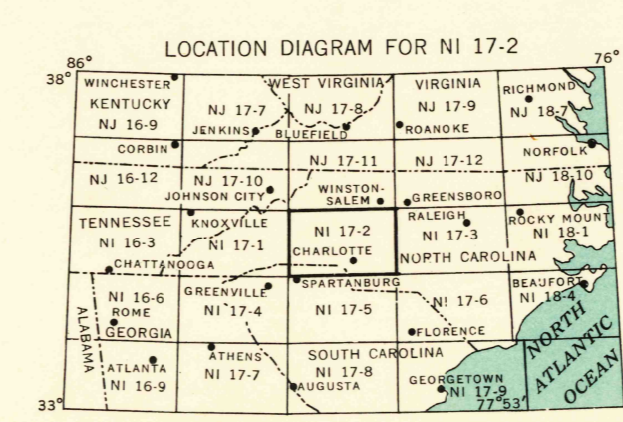 LOCATION DIAGRAM FOR NI 17-2
86° 76°
38°
WINCHESTER WEST VIRGINIA VIRGINIA RICHMOND
KENTUCKY NJ 17-7 NJ 17-8 NJ 17-9 NJ 18-7
NJ 16-9 JENKINS BLUEFIELD ROANOKE
CORBIN NJ 17-11 NJ 17-12 NORFOLK
NJ 16-12 NJ 17-10 NJ 18-10
JOHNSON CITY WINSTON-
SALEM GREENSBORO
TENNESSEE KNOXVILLE NI 17-2 RALEIGH ROCKY MOUNT
NI 16-3 NI 17-1 NI 17-3 NI 18-1
CHARLOTTE NORTH CAROLINA
CHATTANOOGA
NI 16-6 GREENVILLE SPARTANBURG NI 17-6 BEAUFORT
ROME NI 17-4 NI 17-5 NI 18-4
GEORGIA FLORENCE
ALABAMA
ATLANTA ATHENS SOUTH CAROLINA
NI 16-9 NI 17-7 NI 17-8 GEORGETOWN
AUGUSTA NI 17-9
33° 77°53'
NORTH
ATLANTIC
OCEAN